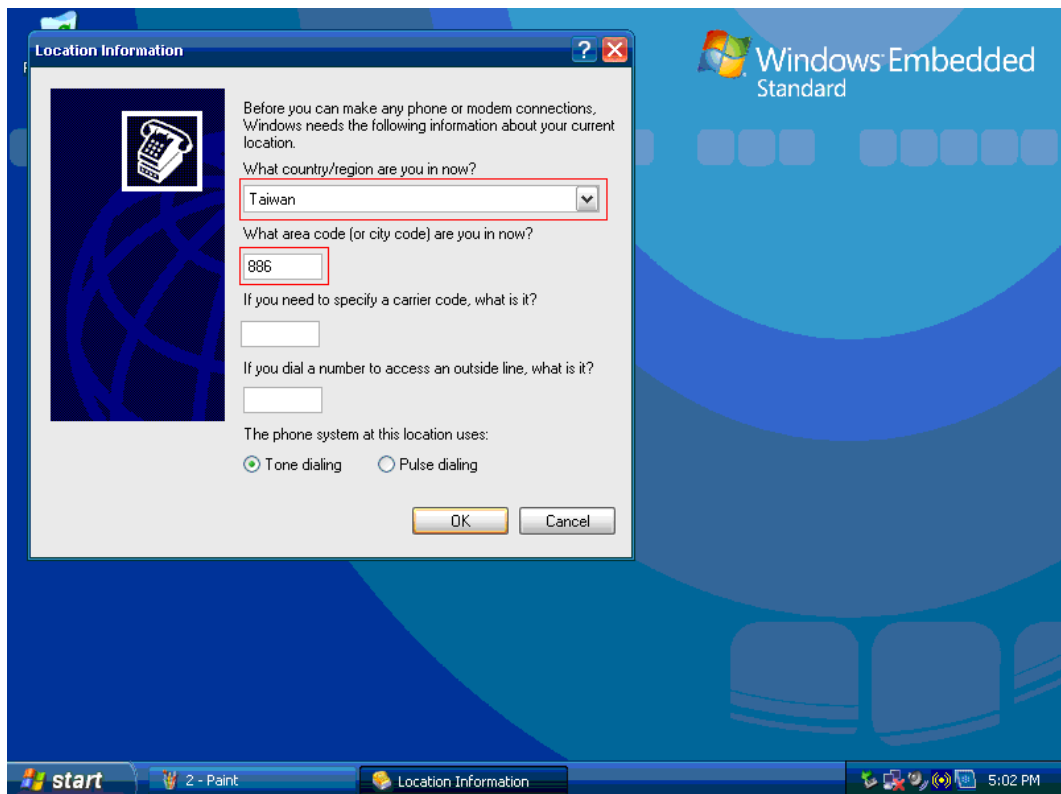 Location Information
Windows Embedded
Standard
Before you can make any phone or modem connections,
Windows needs the following information about your current
location.
What country/region are you in now?
Taiwan
What area code (or city code) are you in now?
886
If you need to specify a carrier code, what is it?
If you dial a number to access an outside line, what is it?
The phone system at this location uses:
Tone dialing
Pulse dialing
OK
Cancel
start
2 - Paint
Location Information
5:02 PM